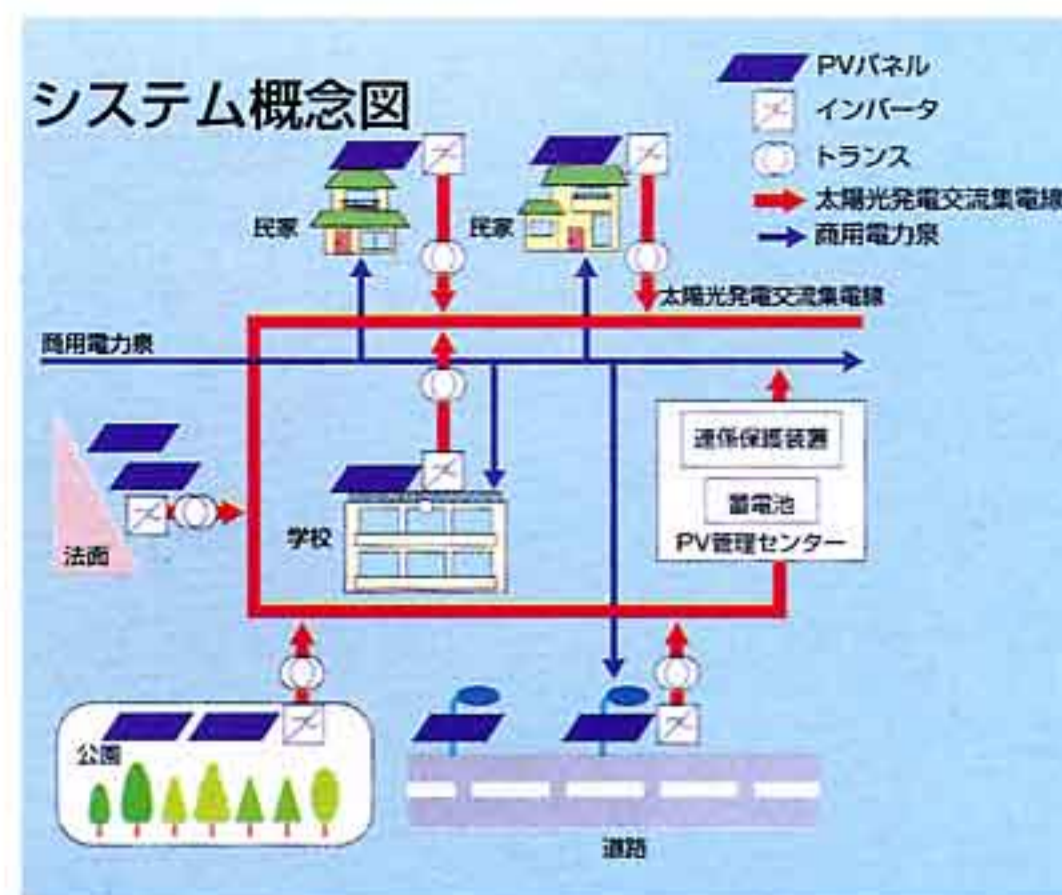 システム概念図
PVパネル
インバータ
トランス
太陽光発電交流集電線
商用電力泉
民家
民家
太陽光発電交流集電線
商用電力泉
連係保護装置
蓄電池
PV管理センター
学校
法面
公園
道路